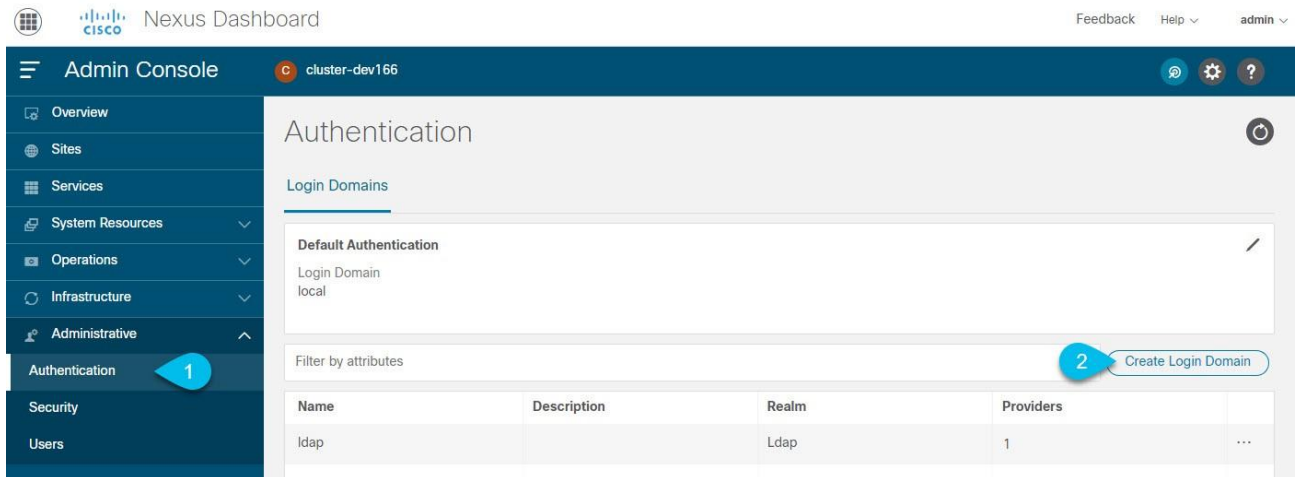 CISCO Nexus Dashboard Feedback Help admin
Admin Console C cluster-dev166 ?
Overview
Sites
Services
System Resources
Operations
Infrastructure
Administrative
Authentication 1
Security
Users
Authentication
Login Domains
Default Authentication
Login Domain
local
Filter by attributes 2 Create Login Domain
Name Description Realm Providers
ldap Ldap 1 ...